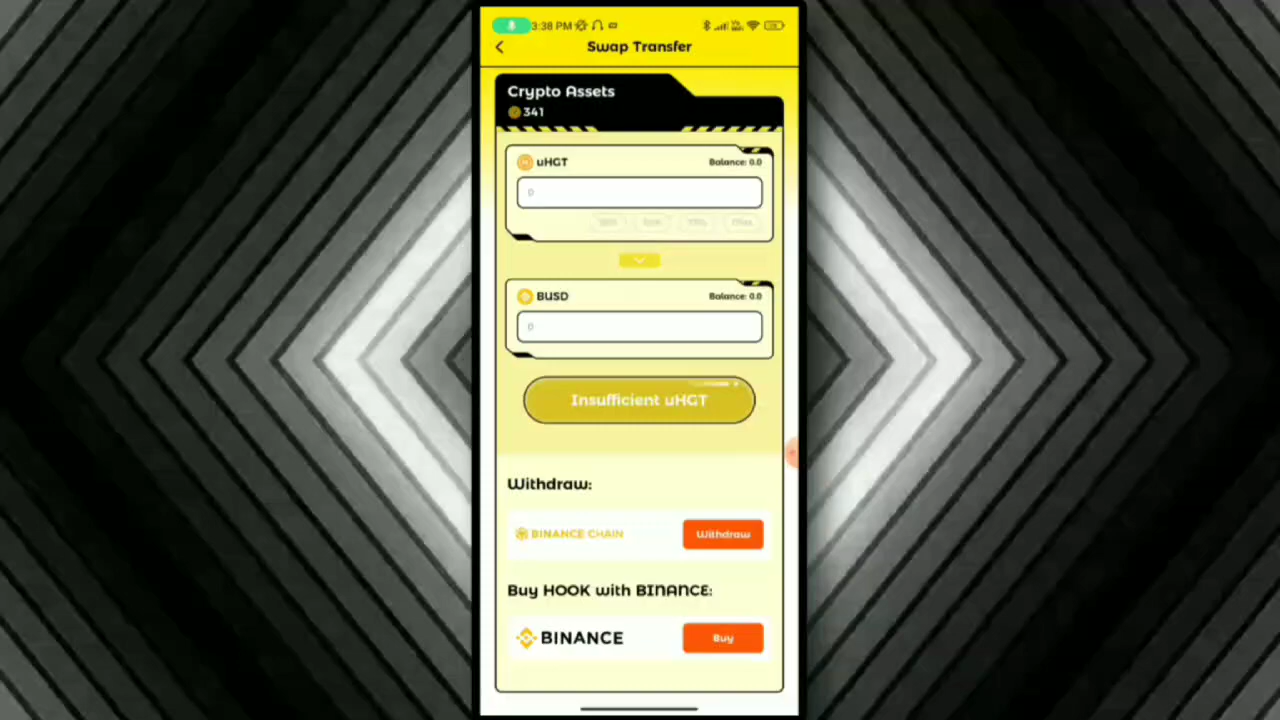 3:38 PM
Swap Transfer
Crypto Assets
341
uHGT
Balance: 0.0
0
Max
BUSD
Balance: 0.0
0
Insufficient uHGT
Withdraw:
BINANCE CHAIN
Withdraw
Buy HOOK with BINANCE:
BINANCE
Buy